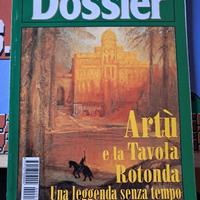 Dossier
Artù
e la Tavola
Rotonda
Una leggenda senza tempo